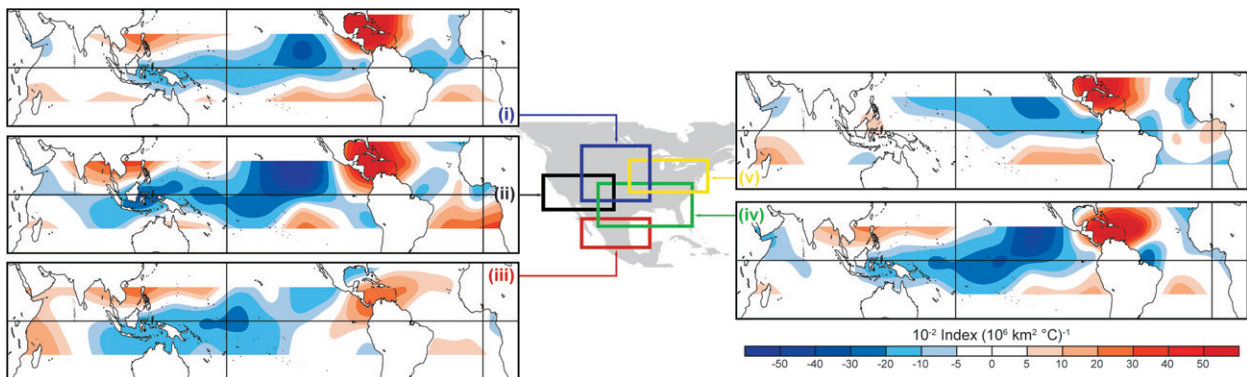 (i)
(ii)
(iii)
(v)
(iv)
10⁻² Index (10⁶ km² °C)⁻¹
-50 -40 -30 -20 -10 -5 0 5 10 20 30 40 50